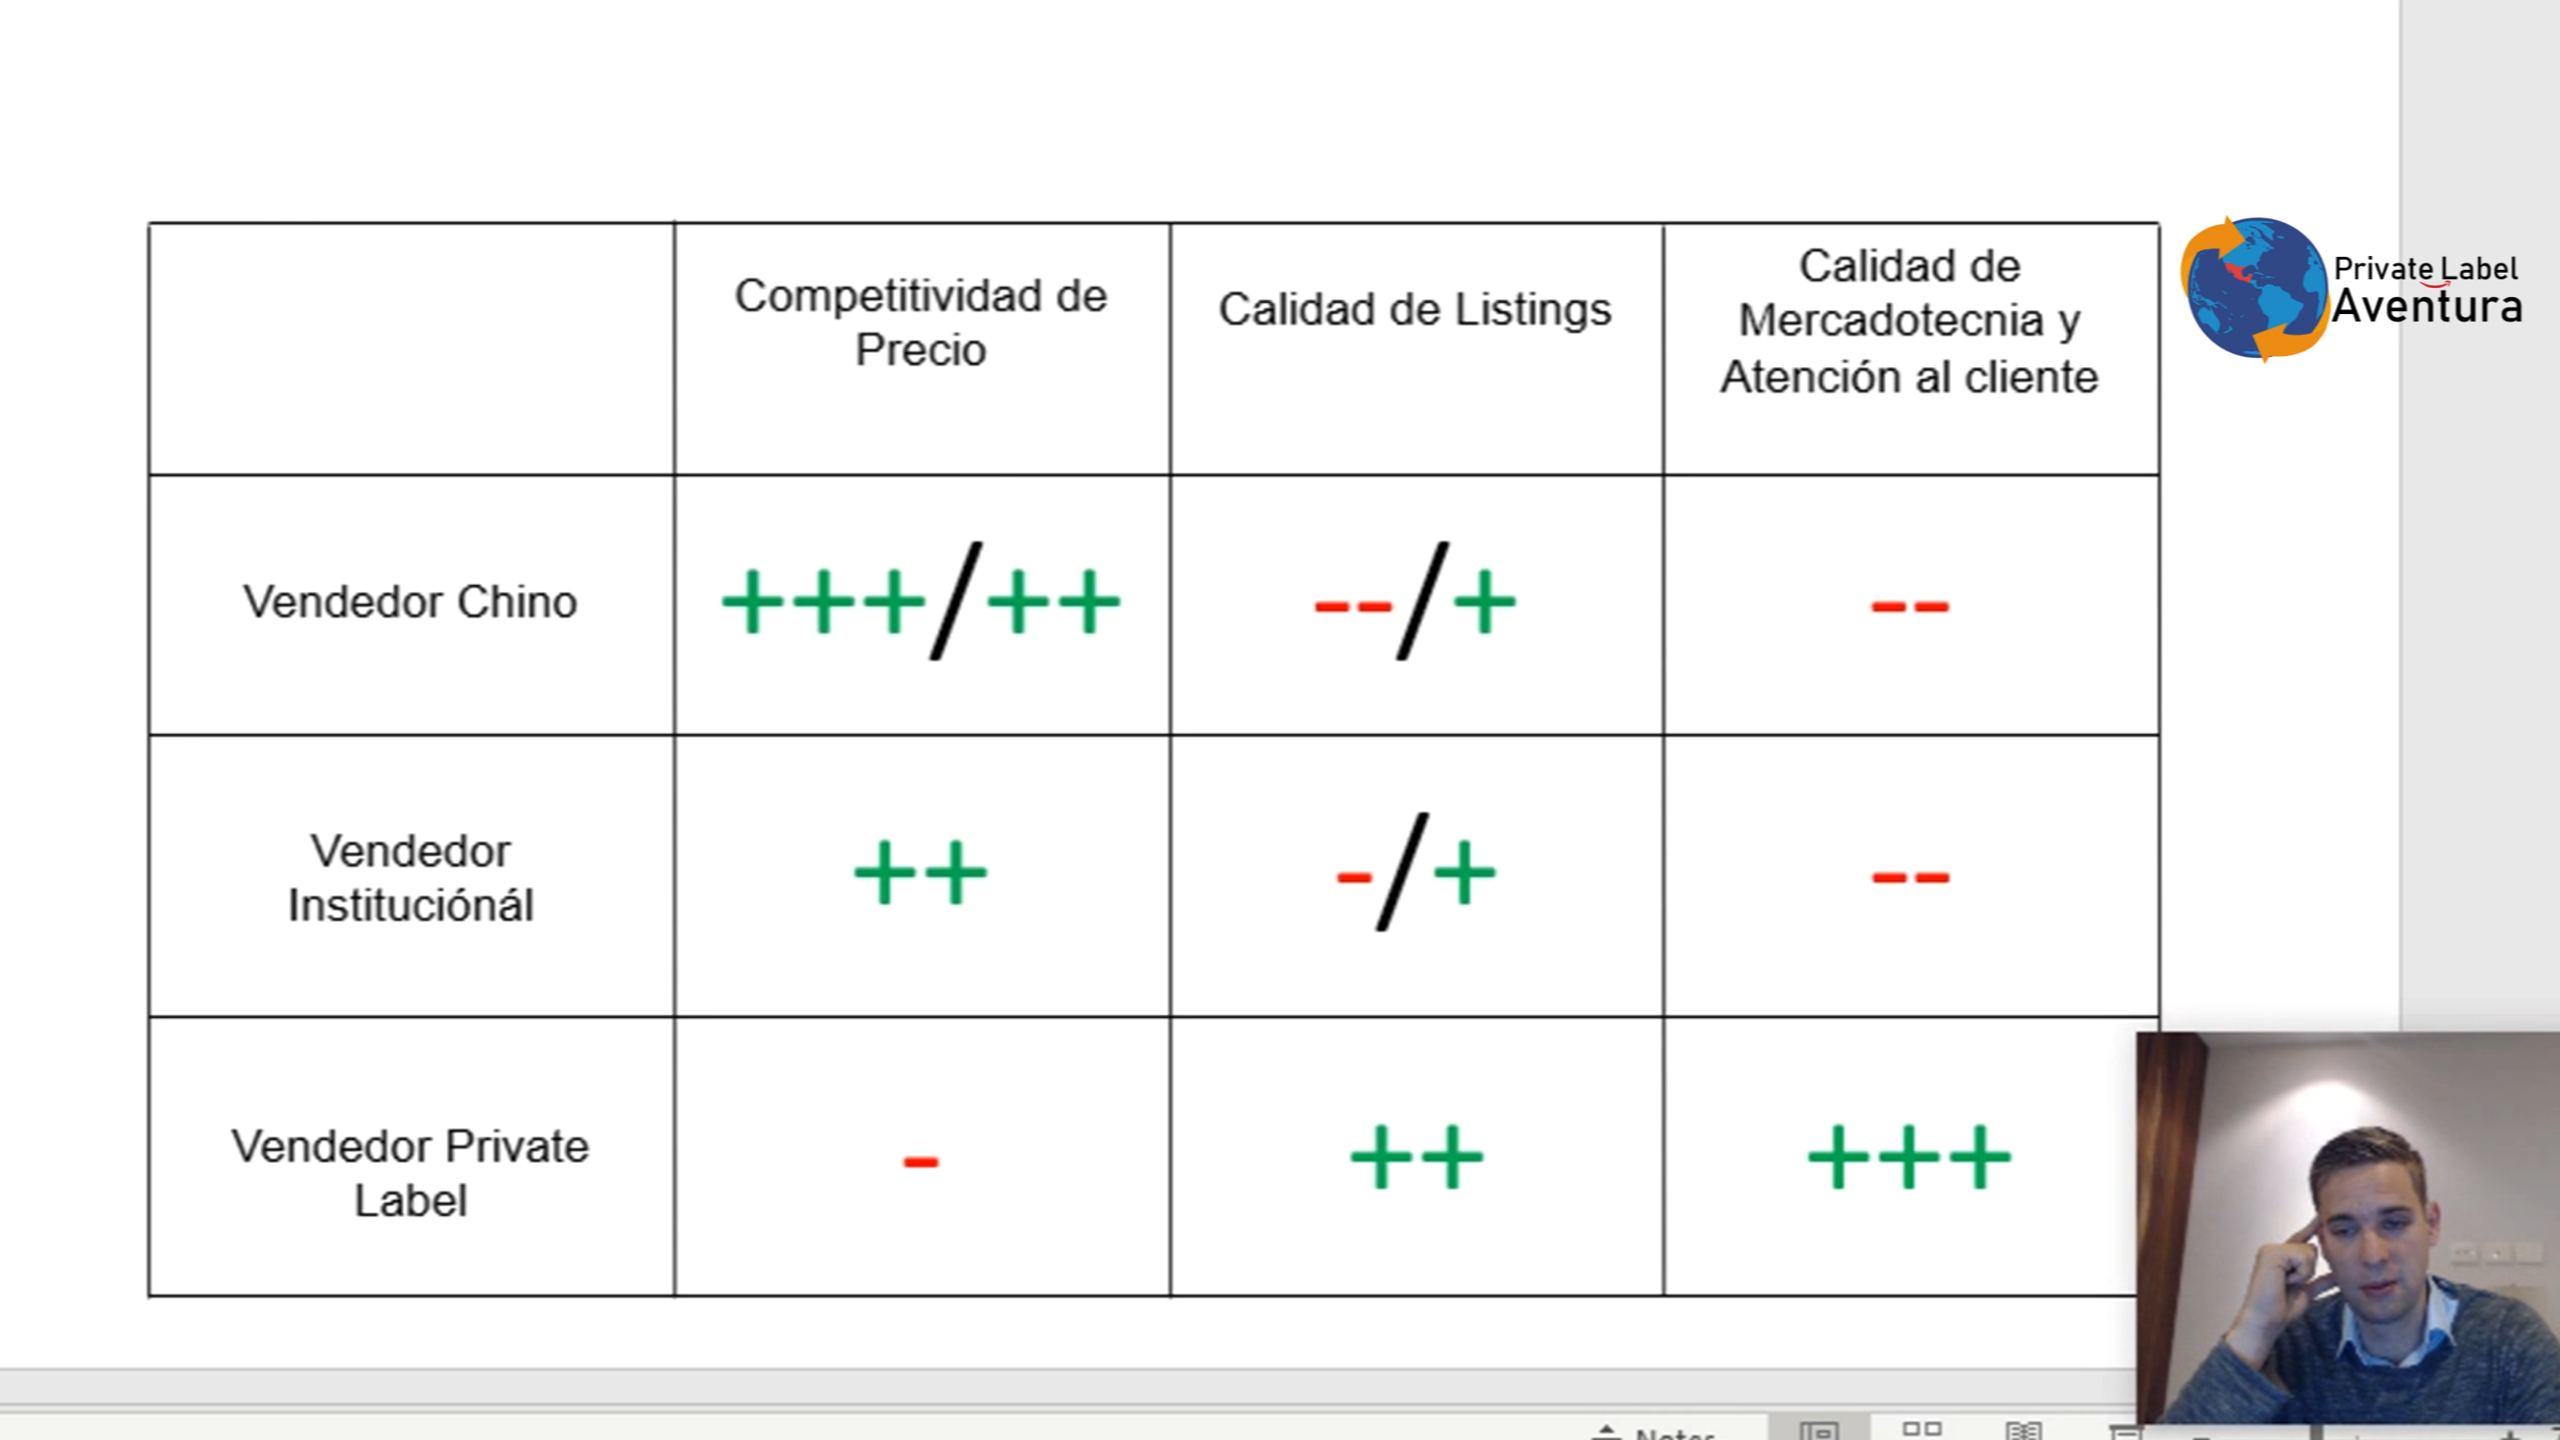 Competitividad de
Precio
Calidad de Listings
Calidad de
Mercadotecnia y
Atención al cliente
Private Label
Aventura
Vendedor Chino
+++/++
--/+
--
Vendedor
Instituciónál
++
-/+
--
Vendedor Private
Label
-
++
+++